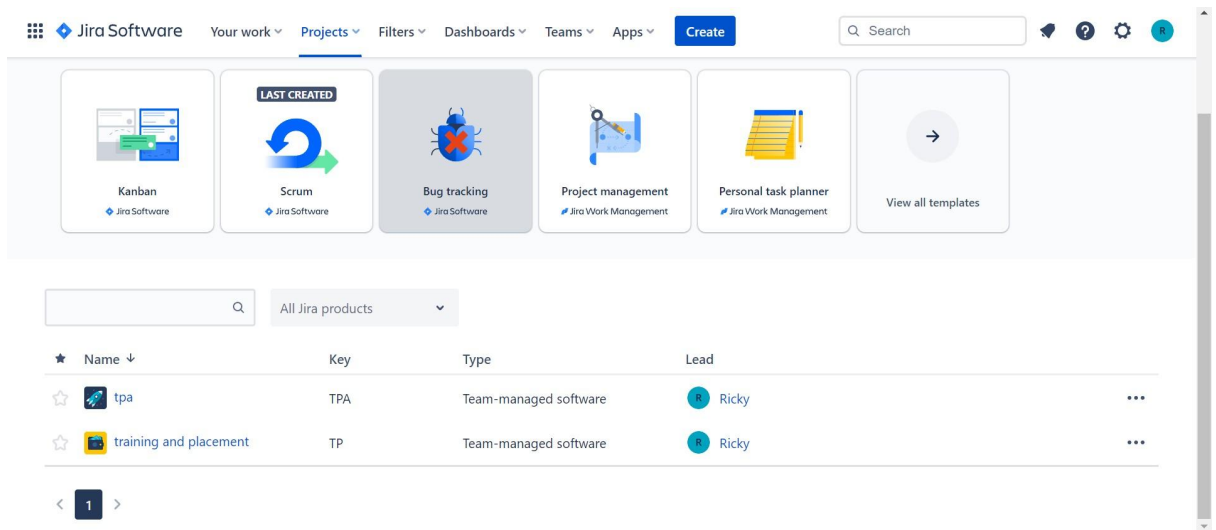 Jira Software Your work Projects Filters Dashboards Teams Apps Create Search R
LAST CREATED
Kanban Scrum Bug tracking Project management Personal task planner View all templates
Jira Software Jira Software Jira Software Jira Work Management Jira Work Management
All Jira products
Name Key Type Lead
tpa TPA Team-managed software R Ricky
training and placement TP Team-managed software R Ricky
1